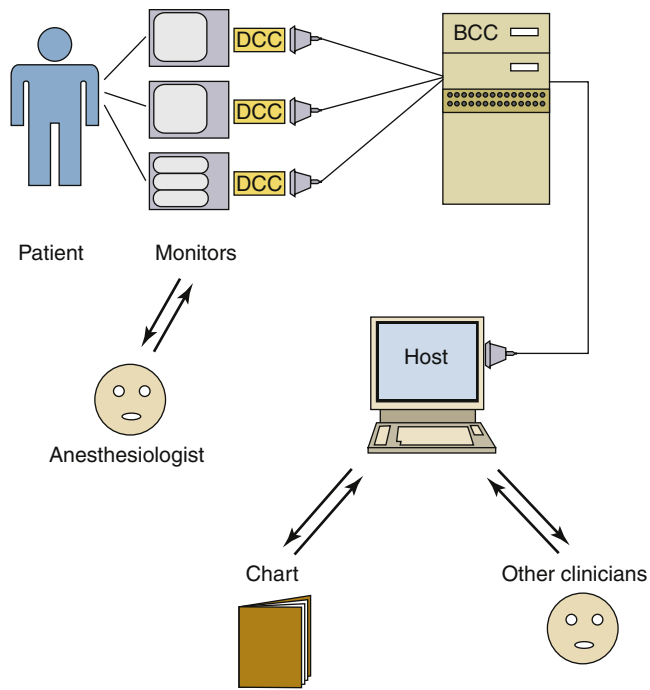 DCC
BCC
DCC
DCC
Patient
Monitors
Host
Anesthesiologist
Chart
Other clinicians